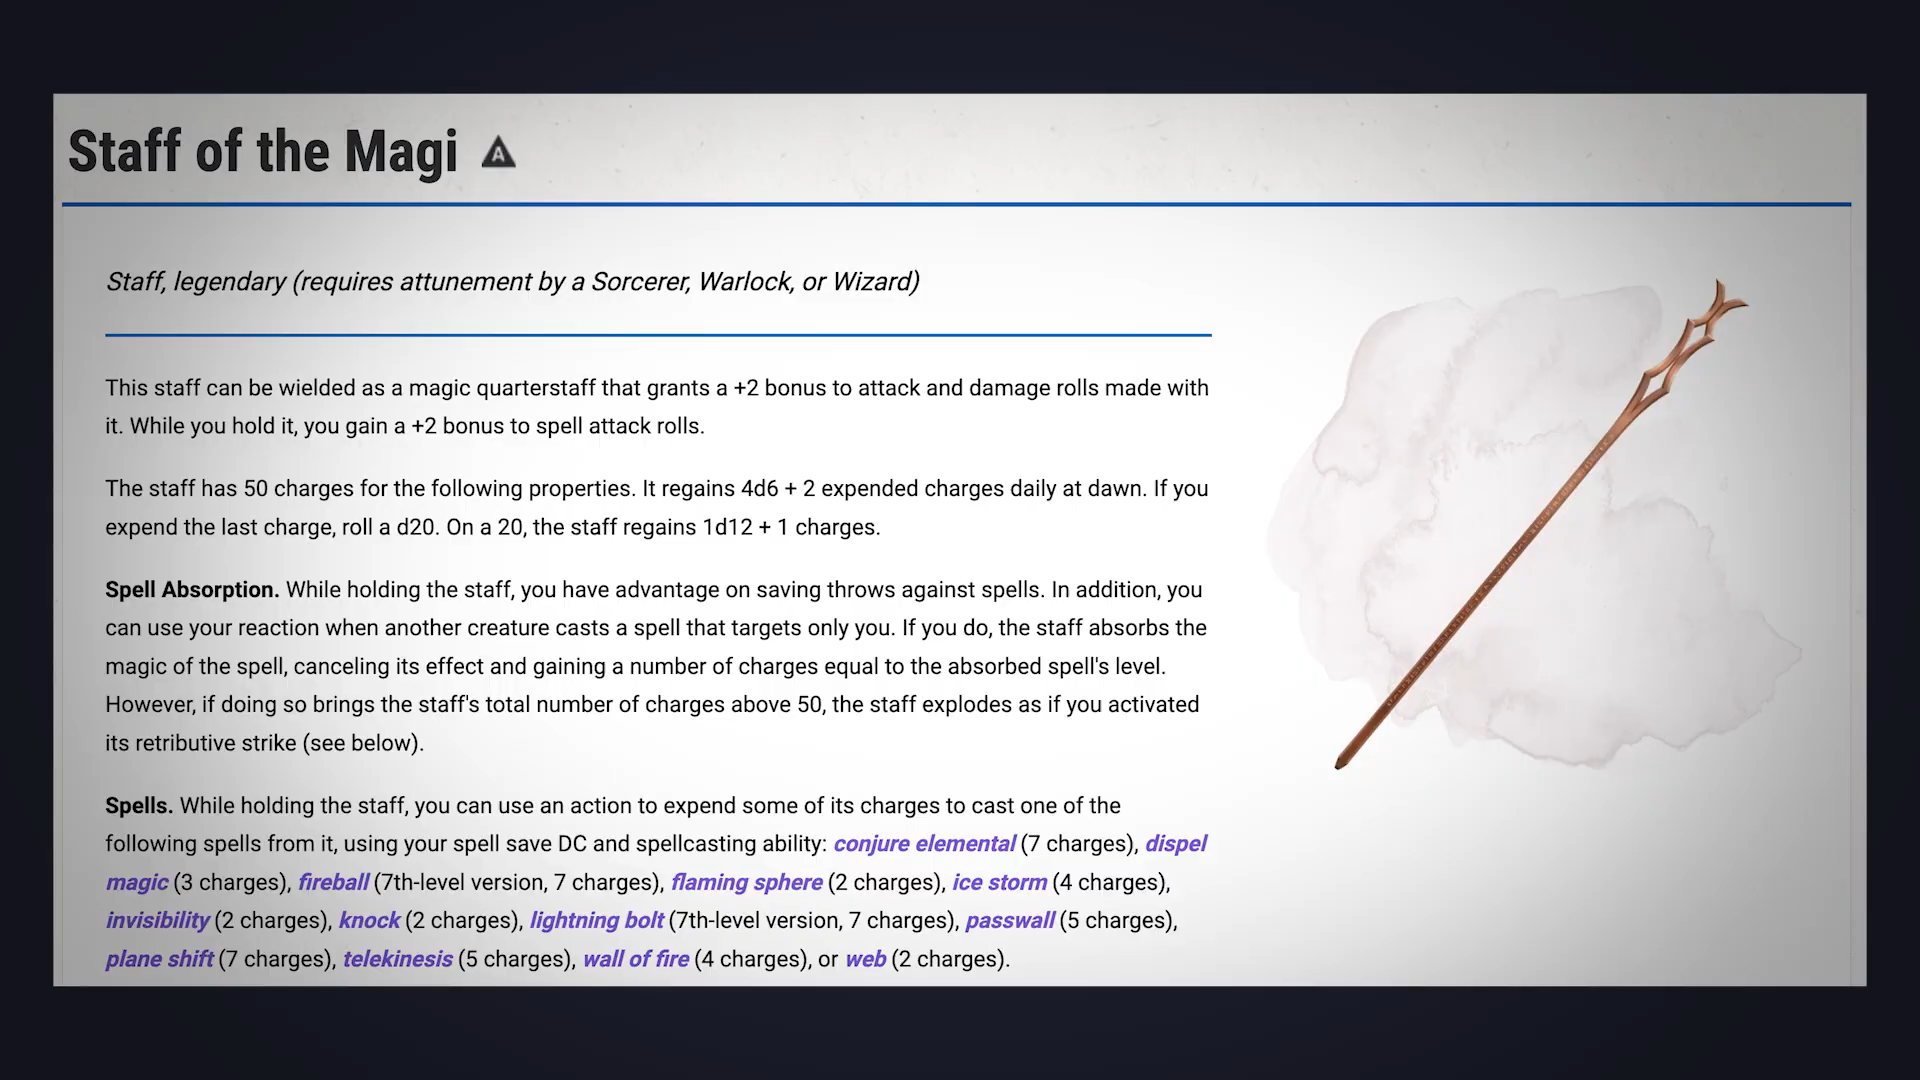 Staff of the Magi A
Staff, legendary (requires attunement by a Sorcerer, Warlock, or Wizard)
This staff can be wielded as a magic quarterstaff that grants a +2 bonus to attack and damage rolls made with
it. While you hold it, you gain a +2 bonus to spell attack rolls.
The staff has 50 charges for the following properties. It regains 4d6 + 2 expended charges daily at dawn. If you
expend the last charge, roll a d20. On a 20, the staff regains 1d12 + 1 charges.
Spell Absorption. While holding the staff, you have advantage on saving throws against spells. In addition, you
can use your reaction when another creature casts a spell that targets only you. If you do, the staff absorbs the
magic of the spell, canceling its effect and gaining a number of charges equal to the absorbed spell's level.
However, if doing so brings the staff's total number of charges above 50, the staff explodes as if you activated
its retributive strike (see below).
Spells. While holding the staff, you can use an action to expend some of its charges to cast one of the
following spells from it, using your spell save DC and spellcasting ability: conjure elemental (7 charges), dispel
magic (3 charges), fireball (7th-level version, 7 charges), flaming sphere (2 charges), ice storm (4 charges),
invisibility (2 charges), knock (2 charges), lightning bolt (7th-level version, 7 charges), passwall (5 charges),
plane shift (7 charges), telekinesis (5 charges), wall of fire (4 charges), or web (2 charges).